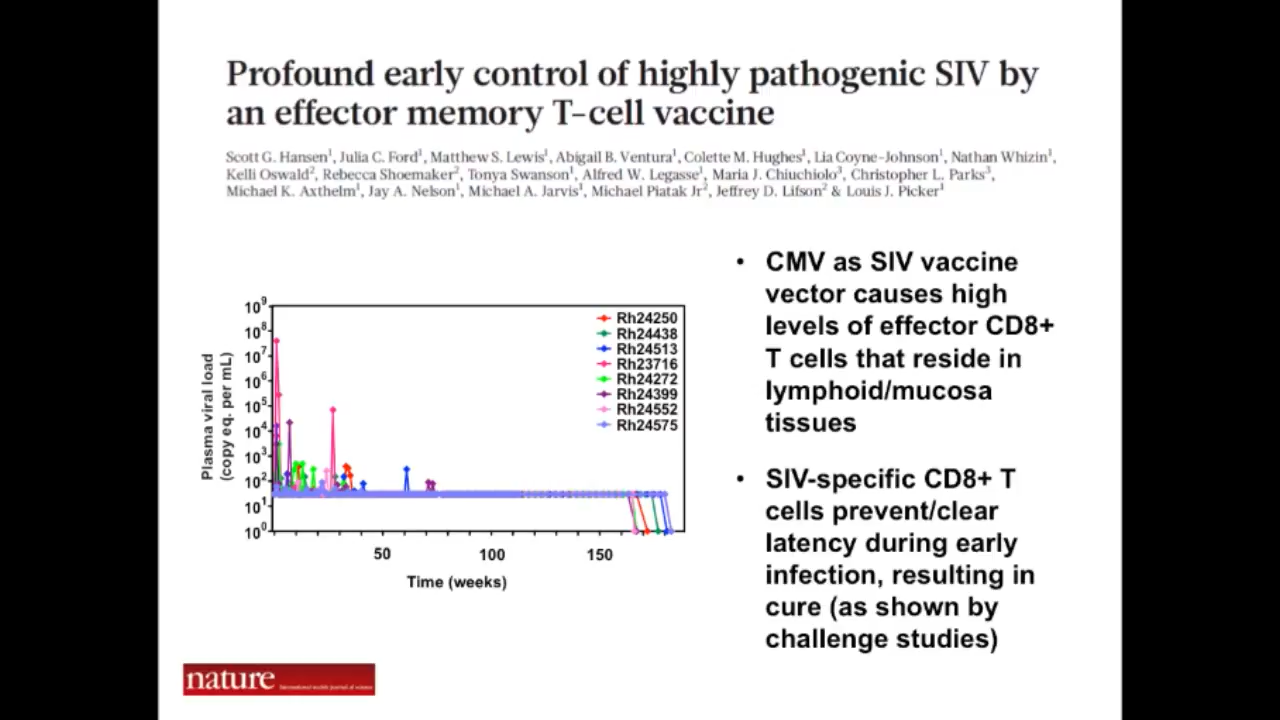 Profound early control of highly pathogenic SIV by
an effector memory T-cell vaccine
Scott G. Hansen¹, Julia C. Ford¹, Matthew S. Lewis¹, Abigail B. Ventura¹, Colette M. Hughes¹, Lia Coyne-Johnson¹, Nathan Whizin¹,
Kelli Oswald², Rebecca Shoemaker², Tonya Swanson¹, Alfred W. Legasse¹, Maria J. Chiuchiolo³, Christopher L. Parks³,
Michael K. Axthelm¹, Jay A. Nelson¹, Michael A. Jarvis¹, Michael Piatak Jr², Jeffrey D. Lifson² & Louis J. Picker¹
Plasma viral load
(copy eq. per mL)
10⁹
10⁸
10⁷
10⁶
10⁵
10⁴
10³
10²
10¹
10⁰
50
100
150
Time (weeks)
Rh24250
Rh24438
Rh24513
Rh23716
Rh24272
Rh24399
Rh24552
Rh24575
• CMV as SIV vaccine
vector causes high
levels of effector CD8+
T cells that reside in
lymphoid/mucosa
tissues
• SIV-specific CD8+ T
cells prevent/clear
latency during early
infection, resulting in
cure (as shown by
challenge studies)
nature